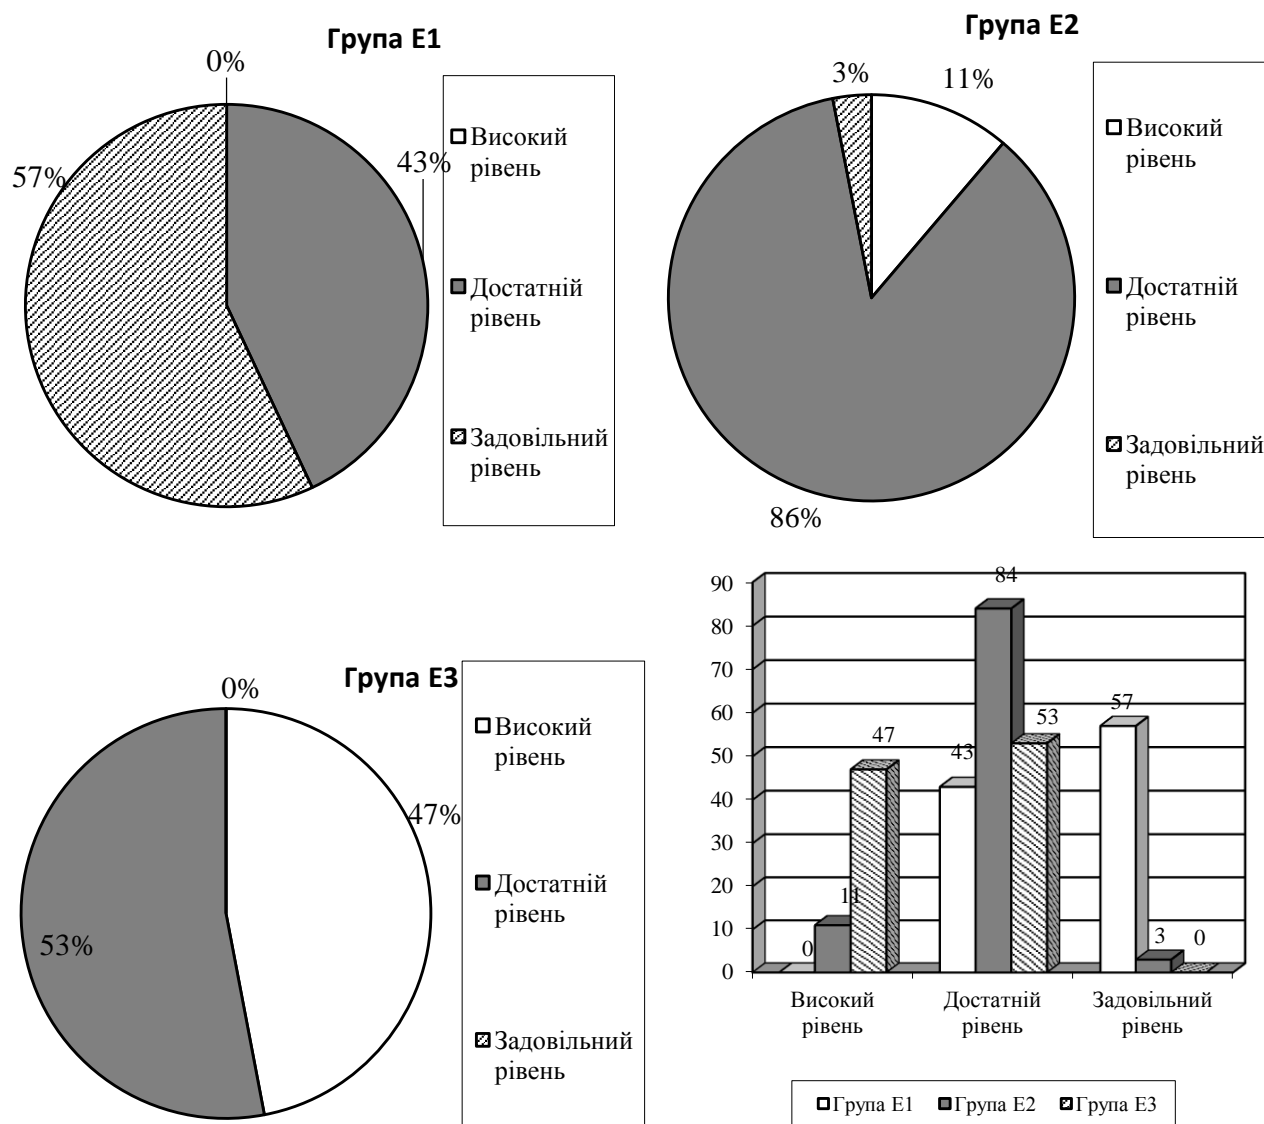 Група Е1
0%
57%
43%
Високий
рівень
Достатній
рівень
Задовільний
рівень
Група Е2
3%
11%
86%
Високий
рівень
Достатній
рівень
Задовільний
рівень
Група Е3
0%
47%
53%
Високий
рівень
Достатній
рівень
Задовільний
рівень
90
80
70
60
50
40
30
20
10
0
0
11
47
43
84
53
57
3
0
Високий
рівень
Достатній
рівень
Задовільний
рівень
Група Е1 Група Е2 Група Е3